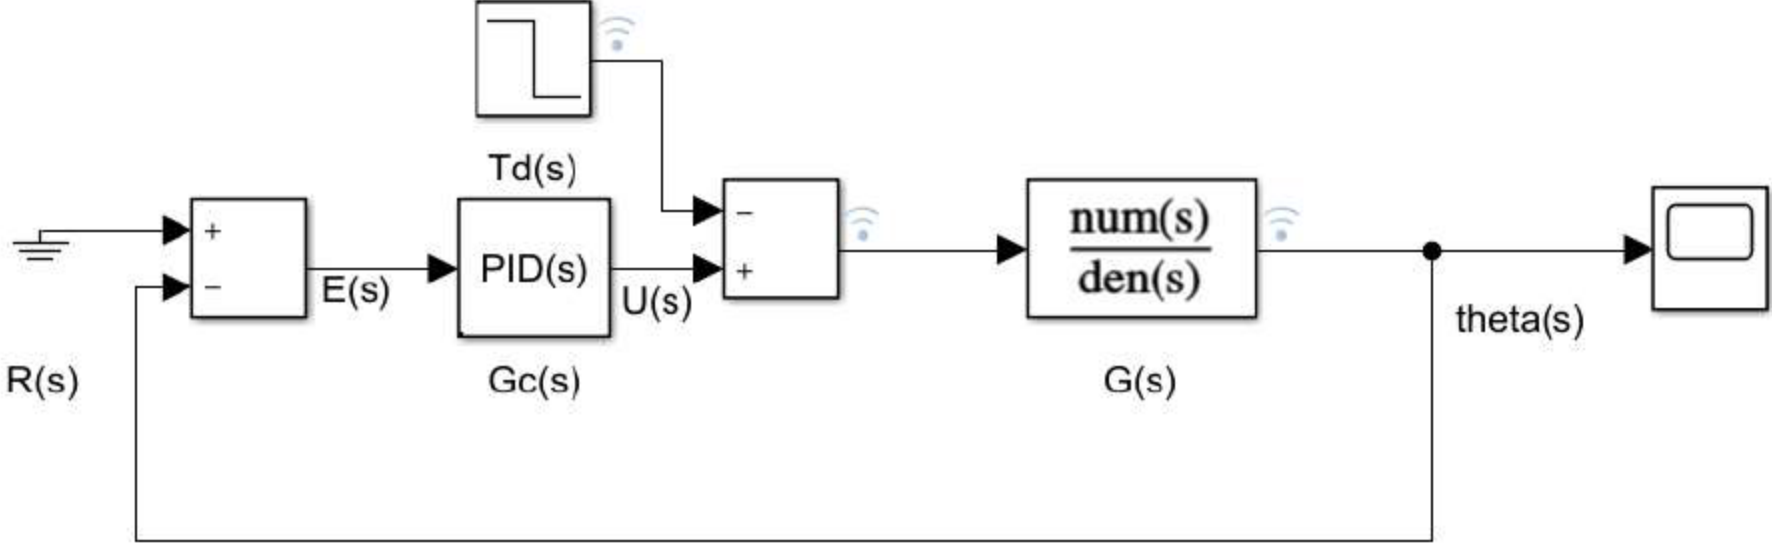 Td(s)
+
−
E(s)
PID(s)
U(s)
−
+
num(s)
den(s)
theta(s)
R(s)
Gc(s)
G(s)